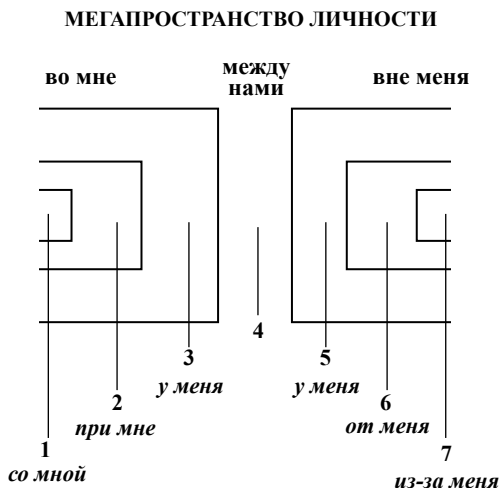 МЕГАПРОСТРАНСТВО ЛИЧНОСТИ
во мне
между
нами
вне меня
4
3
у меня
5
у меня
2
при мне
6
от меня
1
со мной
7
из-за меня